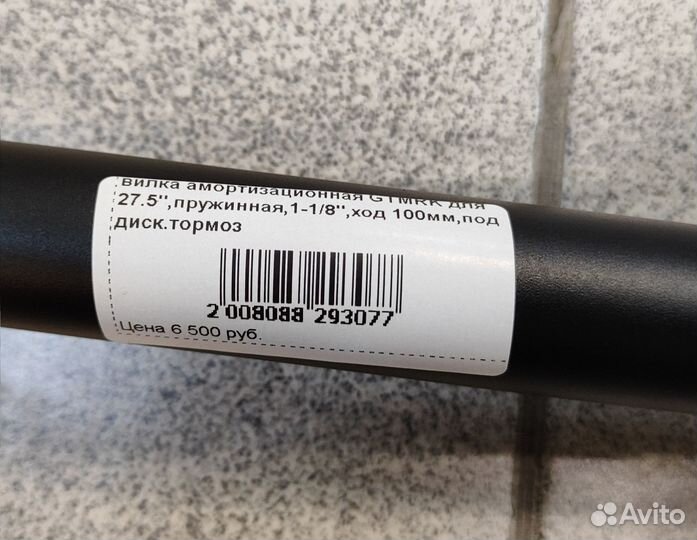 вилка амортизационная GTMRK для
27.5",пружинная,1-1/8",ход 100мм,под
диск.тормоз
2 008088 293077
Цена 6 500 руб.
Avito